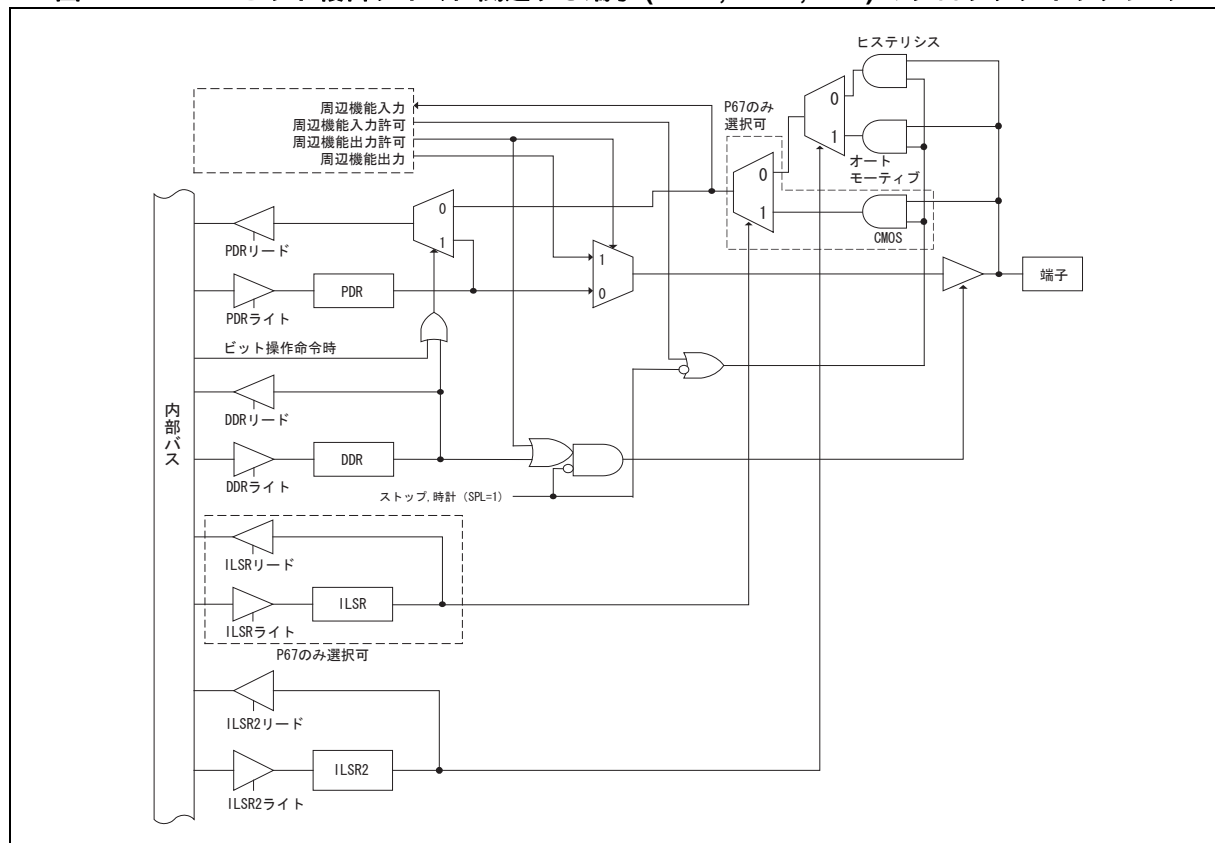 ヒステリシス
0
1
オート
モーティブ
P67のみ
選択可
0
1
CMOS
周辺機能入力
周辺機能入力許可
周辺機能出力許可
周辺機能出力
0
1
PDRリード
1
0
端子
PDR
PDRライト
ビット操作命令時
内部バス
DDRリード
DDR
DDRライト
ストップ,時計 (SPL=1)
ILSRリード
ILSR
ILSRライト
P67のみ選択可
ILSR2リード
ILSR2
ILSR2ライト